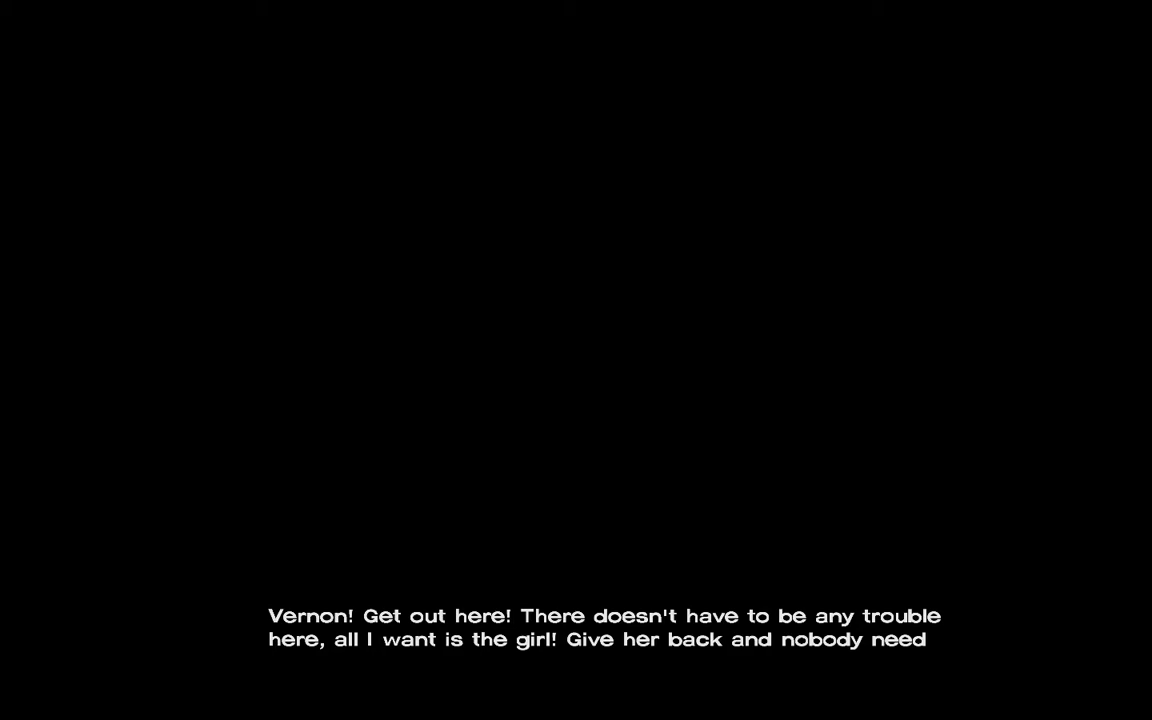 Vernon! Get out here! There doesn't have to be any trouble
here, all I want is the girl! Give her back and nobody need